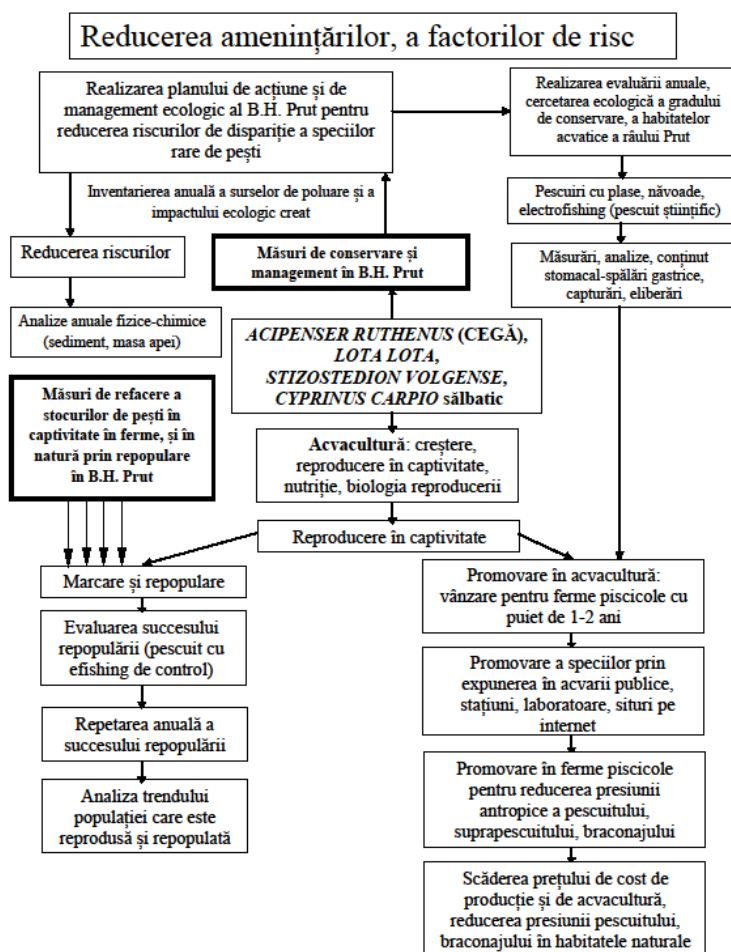 Reducerea amenințărilor, a factorilor de risc
Realizarea planului de acțiune și de
management ecologic al B.H. Prut pentru
reducerea riscurilor de dispariție a speciilor
rare de pești
Realizarea evaluării anuale,
cercetarea ecologică a gradului
de conservare, a habitatelor
acvatice a râului Prut
Inventarierea anuală a surselor de poluare și a
impactului ecologic creat
Pescuiri cu plase, năvoade,
electrofishing (pescuit științific)
Reducerea riscurilor
Măsuri de conservare și
management în B.H. Prut
Măsurări, analize, conținut
stomacal-spălări gastrice,
capturări, eliberări
Analize anuale fizice-chimice
(sediment, masa apei)
ACIPENSER RUTHENUS (CEGĂ),
LOTA LOTA,
STIZOSTEDION VOLGENSE,
CYPRINUS CARPIO sălbatic
Măsuri de refacere a
stocurilor de pești în
captivitate în ferme, și în
natură prin repopulare
în B.H. Prut
Acvacultură: creștere,
reproducere în captivitate,
nutriție, biologia reproducerii
Reproducere în captivitate
Marcare și repopulare
Evaluarea succesului
repopulării (pescuit cu
efishing de control)
Repetarea anuală a
succesului repopulării
Analiza trendului
populației care este
reprodusă și repopulată
Promovare în acvacultură:
vânzare pentru ferme piscicole cu
puiet de 1-2 ani
Promovare a speciilor prin
expunerea în acvarii publice,
stațiuni, laboratoare, situri pe
internet
Promovare în ferme piscicole
pentru reducerea presiunii
antropice a pescuitului,
suprapescuitului, braconajului
Scăderea prețului de cost de
producție și de acvacultură,
reducerea presiunii pescuitului,
braconajului în habitatele naturale